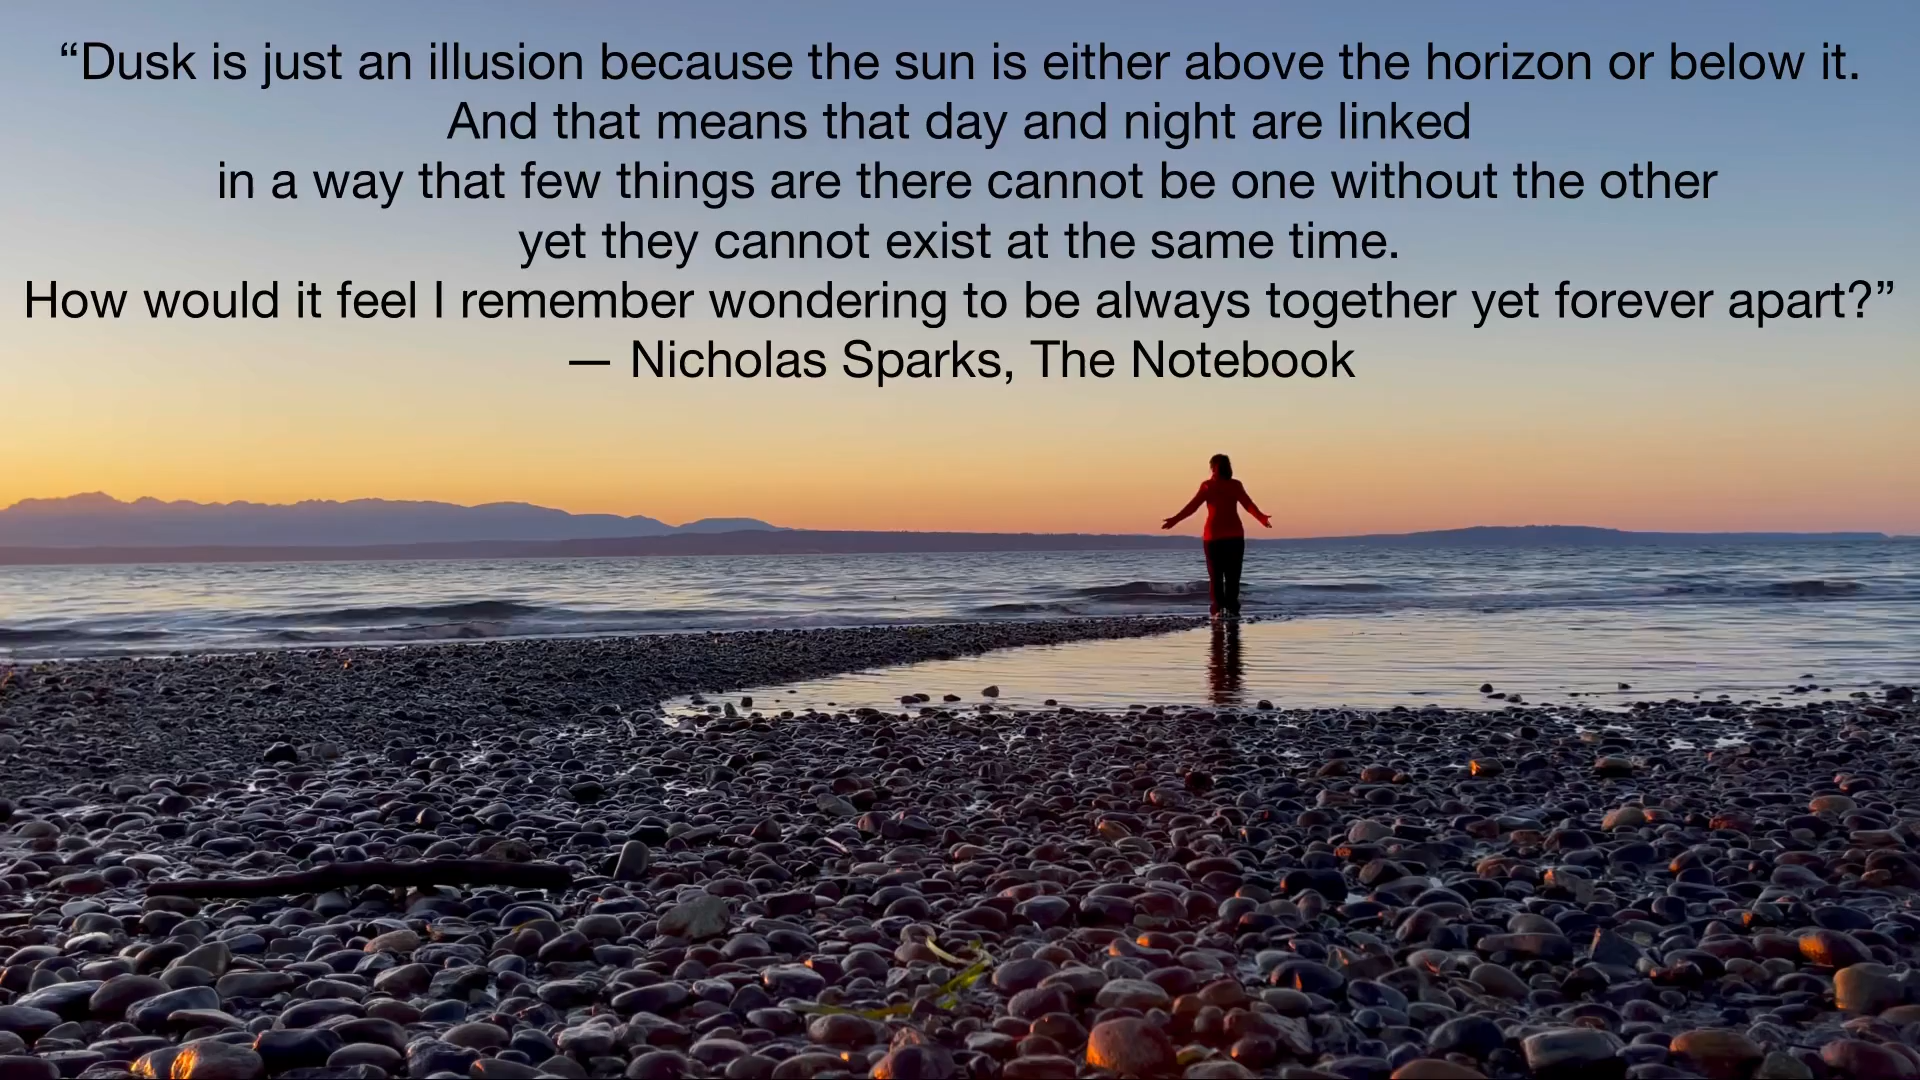 “Dusk is just an illusion because the sun is either above the horizon or below it.
And that means that day and night are linked
in a way that few things are there cannot be one without the other
yet they cannot exist at the same time.
How would it feel I remember wondering to be always together yet forever apart?”
— Nicholas Sparks, The Notebook